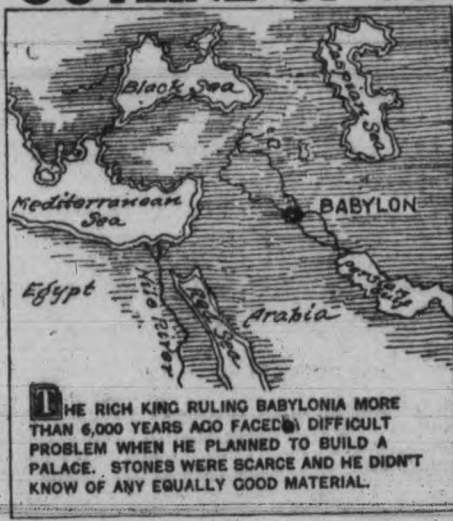 Black Sea
Caspian Sea
Mediterranean
Sea
BABYLON
Persian
Gulf
Egypt
Nile River
Red Sea
Arabia
THE RICH KING RULING BABYLONIA MORE
THAN 6,000 YEARS AGO FACED A DIFFICULT
PROBLEM WHEN HE PLANNED TO BUILD A
PALACE. STONES WERE SCARCE AND HE DIDN'T
KNOW OF ANY EQUALLY GOOD MATERIAL.